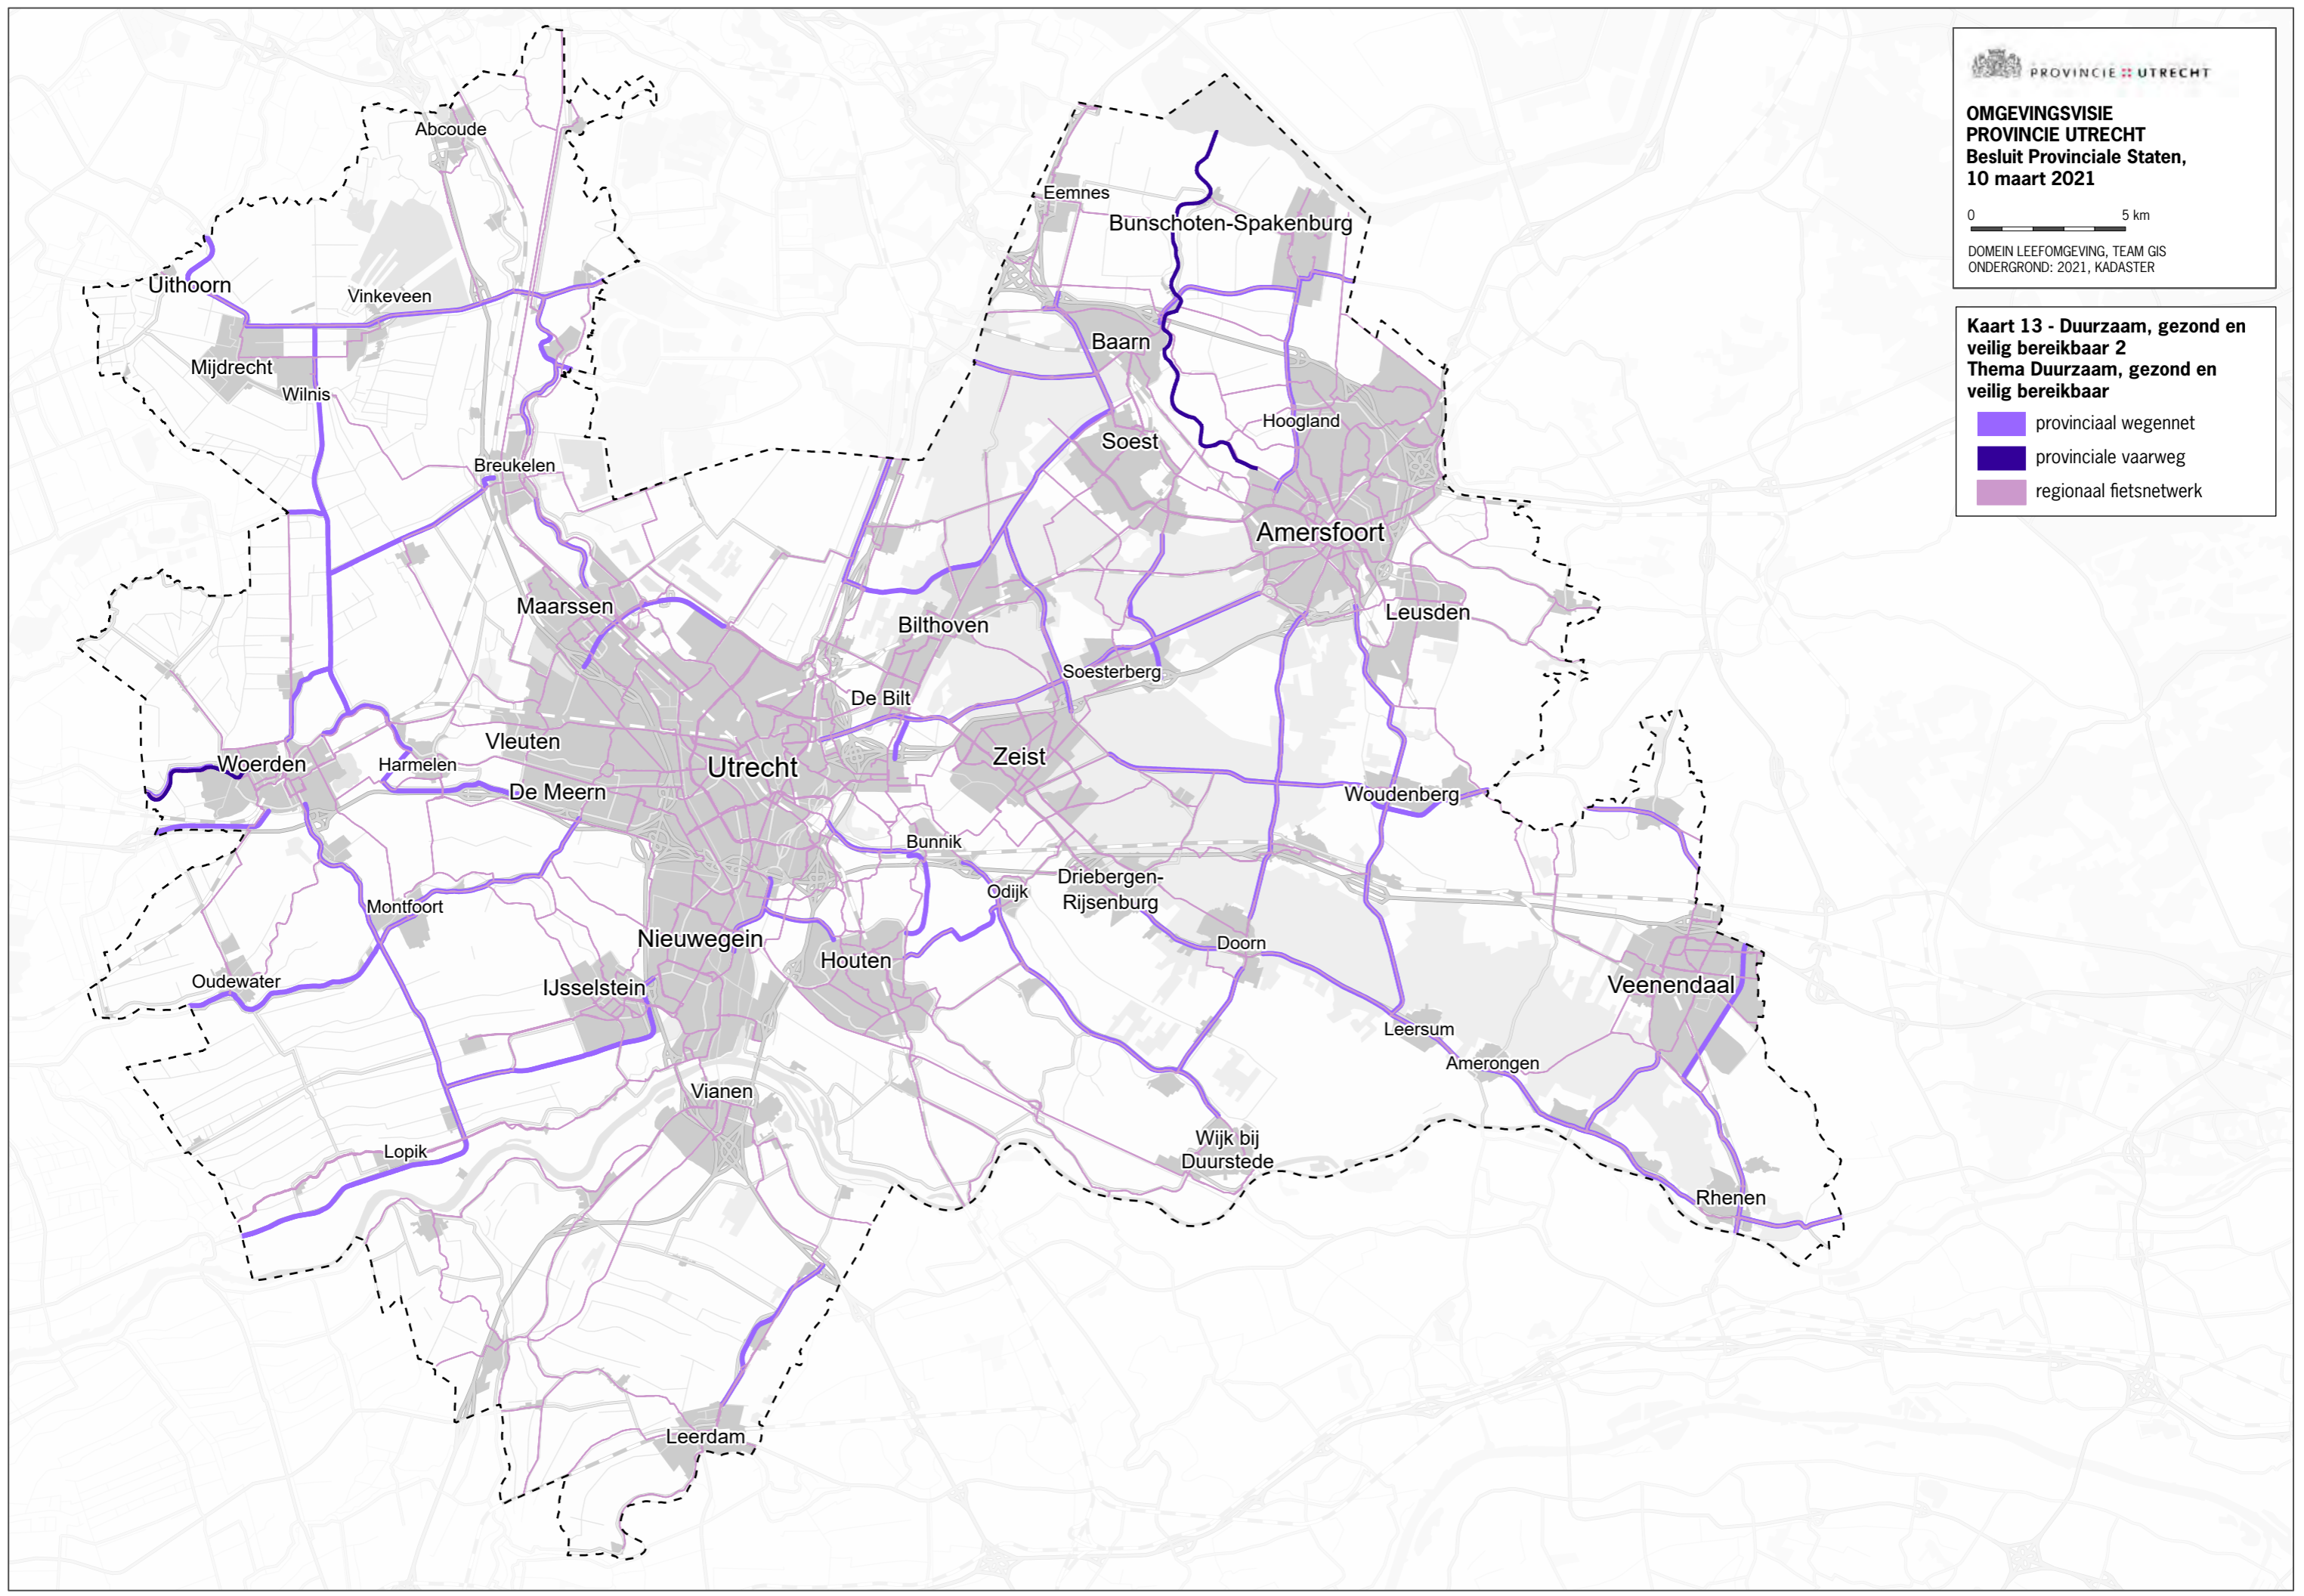 PROVINCIE UTRECHT
OMGEVINGSVISIE
PROVINCIE UTRECHT
Besluit Provinciale Staten,
10 maart 2021
0 5 km
DOMEIN LEEFOMGEVING, TEAM GIS
ONDERGROND: 2021, KADASTER
Kaart 13 - Duurzaam, gezond en
veilig bereikbaar 2
Thema Duurzaam, gezond en
veilig bereikbaar
provinciaal wegennet
provinciale vaarweg
regionaal fietsnetwerk
Abcoude
Eemnes
Bunschoten-Spakenburg
Uithoorn
Vinkeveen
Baarn
Mijdrecht
Wilnis
Hoogland
Soest
Breukelen
Amersfoort
Maarssen
Leusden
Bilthoven
Soesterberg
De Bilt
Vleuten
Zeist
Woerden
Harmelen
Utrecht
De Meern
Woudenberg
Bunnik
Driebergen-
Rijsenburg
Odijk
Montfoort
Nieuwegein
Doorn
Houten
Oudewater
IJsselstein
Veenendaal
Leersum
Amerongen
Vianen
Wijk bij
Duurstede
Lopik
Rhenen
Leerdam